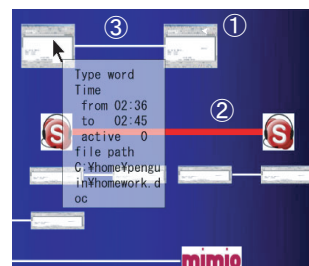 ③
①
Type word
Time
from 02:36
to 02:45
active 0
file path
C:¥home¥pengu
in¥homework.d
oc
②
S
S
mimio